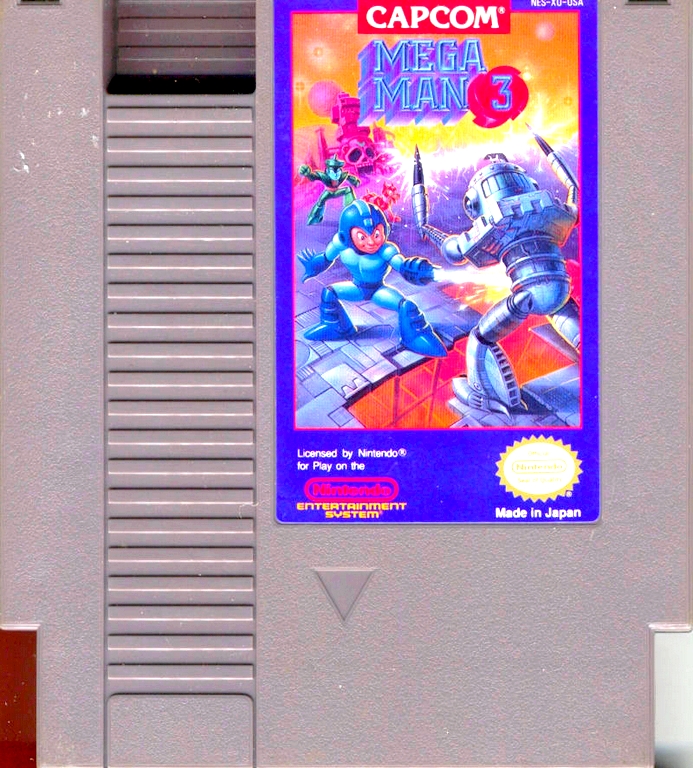 NES-XU-USA
CAPCOM®
MEGA
MAN 3
Licensed by Nintendo®
for Play on the
Nintendo
ENTERTAINMENT
SYSTEM®
Nintendo
®
Made in Japan